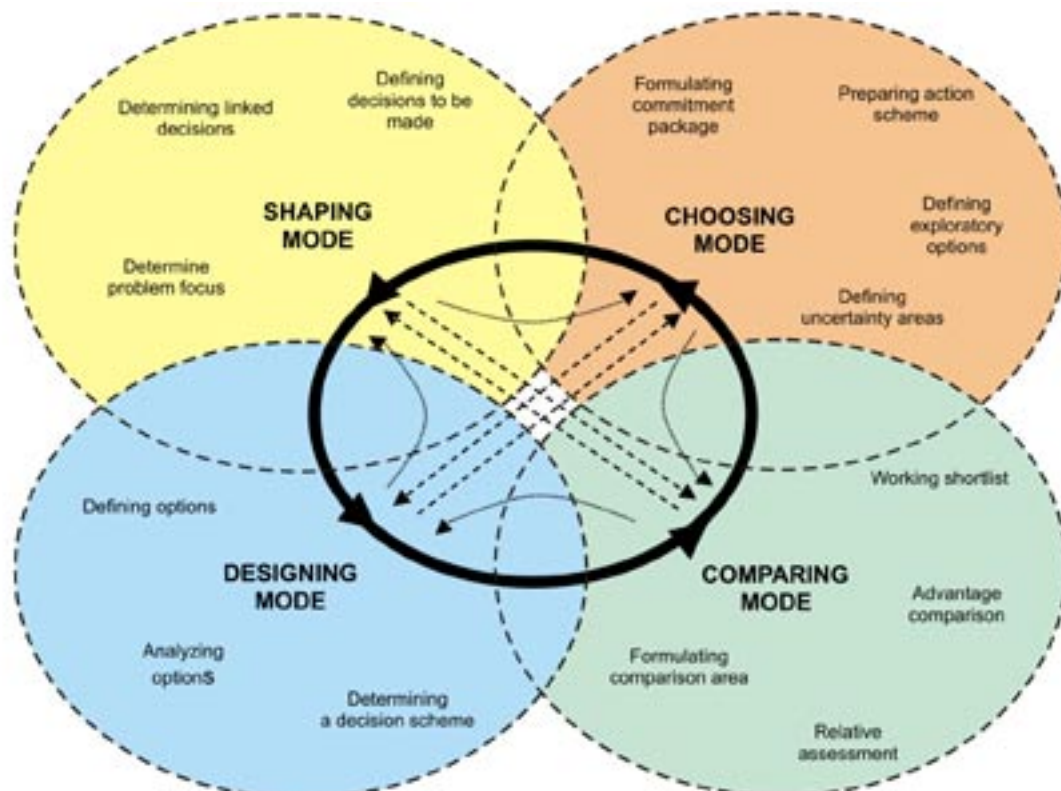 Determining linked
decisions
Defining
decisions to be
made
SHAPING
MODE
Determine
problem focus
Formulating
commitment
package
Preparing action
scheme
CHOOSING
MODE
Defining
exploratory
options
Defining
uncertainty areas
Defining options
DESIGNING
MODE
Analyzing
options
Determining
a decision scheme
Working shortlist
COMPARING
MODE
Advantage
comparison
Formulating
comparison area
Relative
assessment